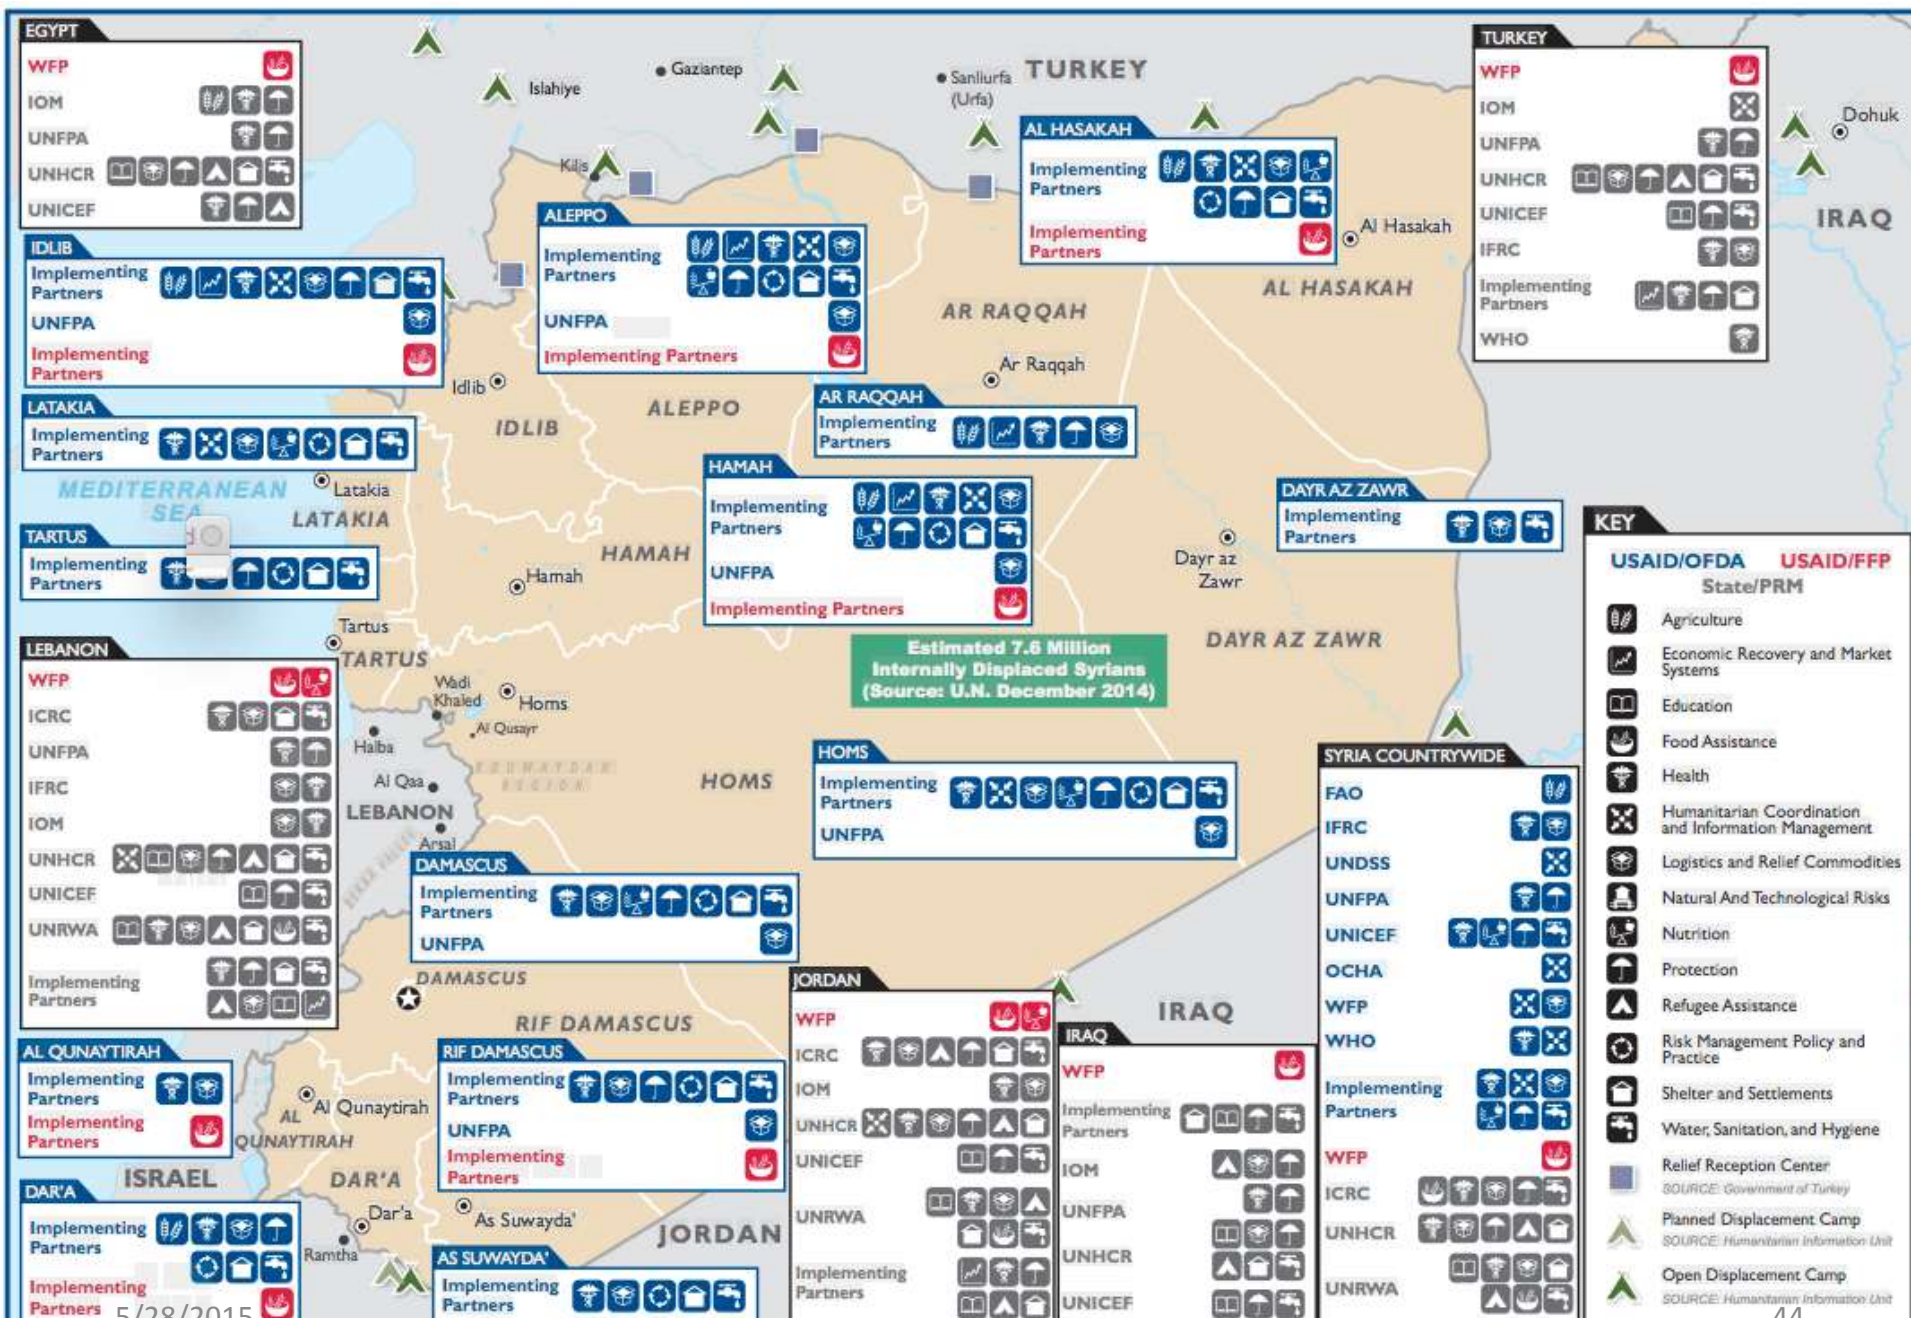 EGYPT
WFP
IOM
UNFPA
UNHCR
UNICEF
IDLIB
Implementing
Partners
UNFPA
Implementing
Partners
LATAKIA
Implementing
Partners
MEDITERRANEAN
SEA
TARTUS
Implementing
Partners
LEBANON
WFP
ICRC
UNFPA
IFRC
IOM
UNHCR
UNICEF
UNRWA
Implementing
Partners
AL QUNAYTIRAH
Implementing
Partners
Implementing
Partners
ISRAEL
DAR'A
Implementing
Partners
Implementing
Partners
5/28/2015
Islahiye
Gaziantep
Sanliurfa
(Urfa)
TURKEY
Kilis
ALEPPO
Implementing
Partners
UNFPA
Implementing Partners
AL HASAKAH
Implementing
Partners
Implementing
Partners
Al Hasakah
AL HASAKAH
AR RAQQAH
Ar Raqqah
Idlib
IDLIB
ALEPPO
AR RAQQAH
Implementing
Partners
Latakia
LATAKIA
HAMAH
Implementing
Partners
UNFPA
Implementing Partners
HAMAH
Hamah
DAYR AZ ZAWR
Implementing
Partners
Dayr az
Zawr
DAYR AZ ZAWR
Estimated 7.6 Million
Internally Displaced Syrians
(Source: U.N. December 2014)
Tartus
TARTUS
Wadi
Khaled
Homs
Al Qusayr
Halba
Al Qaa
LEBANON
Arsal
HOMS
HOMS
Implementing
Partners
UNFPA
DAMASCUS
Implementing
Partners
UNFPA
DAMASCUS
RIF DAMASCUS
RIF DAMASCUS
Implementing
Partners
UNFPA
Implementing
Partners
Al Qunaytirah
AL
QUNAYTIRAH
DAR'A
Dar'a
Ramtha
As Suwayda'
JORDAN
AS SUWAYDA'
Implementing
Partners
JORDAN
WFP
ICRC
IOM
UNHCR
UNICEF
UNRWA
Implementing
Partners
IRAQ
IRAQ
WFP
Implementing
Partners
IOM
UNFPA
UNHCR
UNICEF
SYRIA COUNTRYWIDE
FAO
IFRC
UNDSS
UNFPA
UNICEF
OCHA
WFP
WHO
Implementing
Partners
WFP
ICRC
UNHCR
UNRWA
TURKEY
WFP
IOM
UNFPA
UNHCR
UNICEF
IFRC
Implementing
Partners
WHO
Dohuk
IRAQ
KEY
USAID/OFDA USAID/FFP
State/PRM
Agriculture
Economic Recovery and Market
Systems
Education
Food Assistance
Health
Humanitarian Coordination
and Information Management
Logistics and Relief Commodities
Natural And Technological Risks
Nutrition
Protection
Refugee Assistance
Risk Management Policy and
Practice
Shelter and Settlements
Water, Sanitation, and Hygiene
Relief Reception Center
SOURCE: Government of Turkey
Planned Displacement Camp
SOURCE: Humanitarian Information Unit
Open Displacement Camp
SOURCE: Humanitarian Information Unit
44